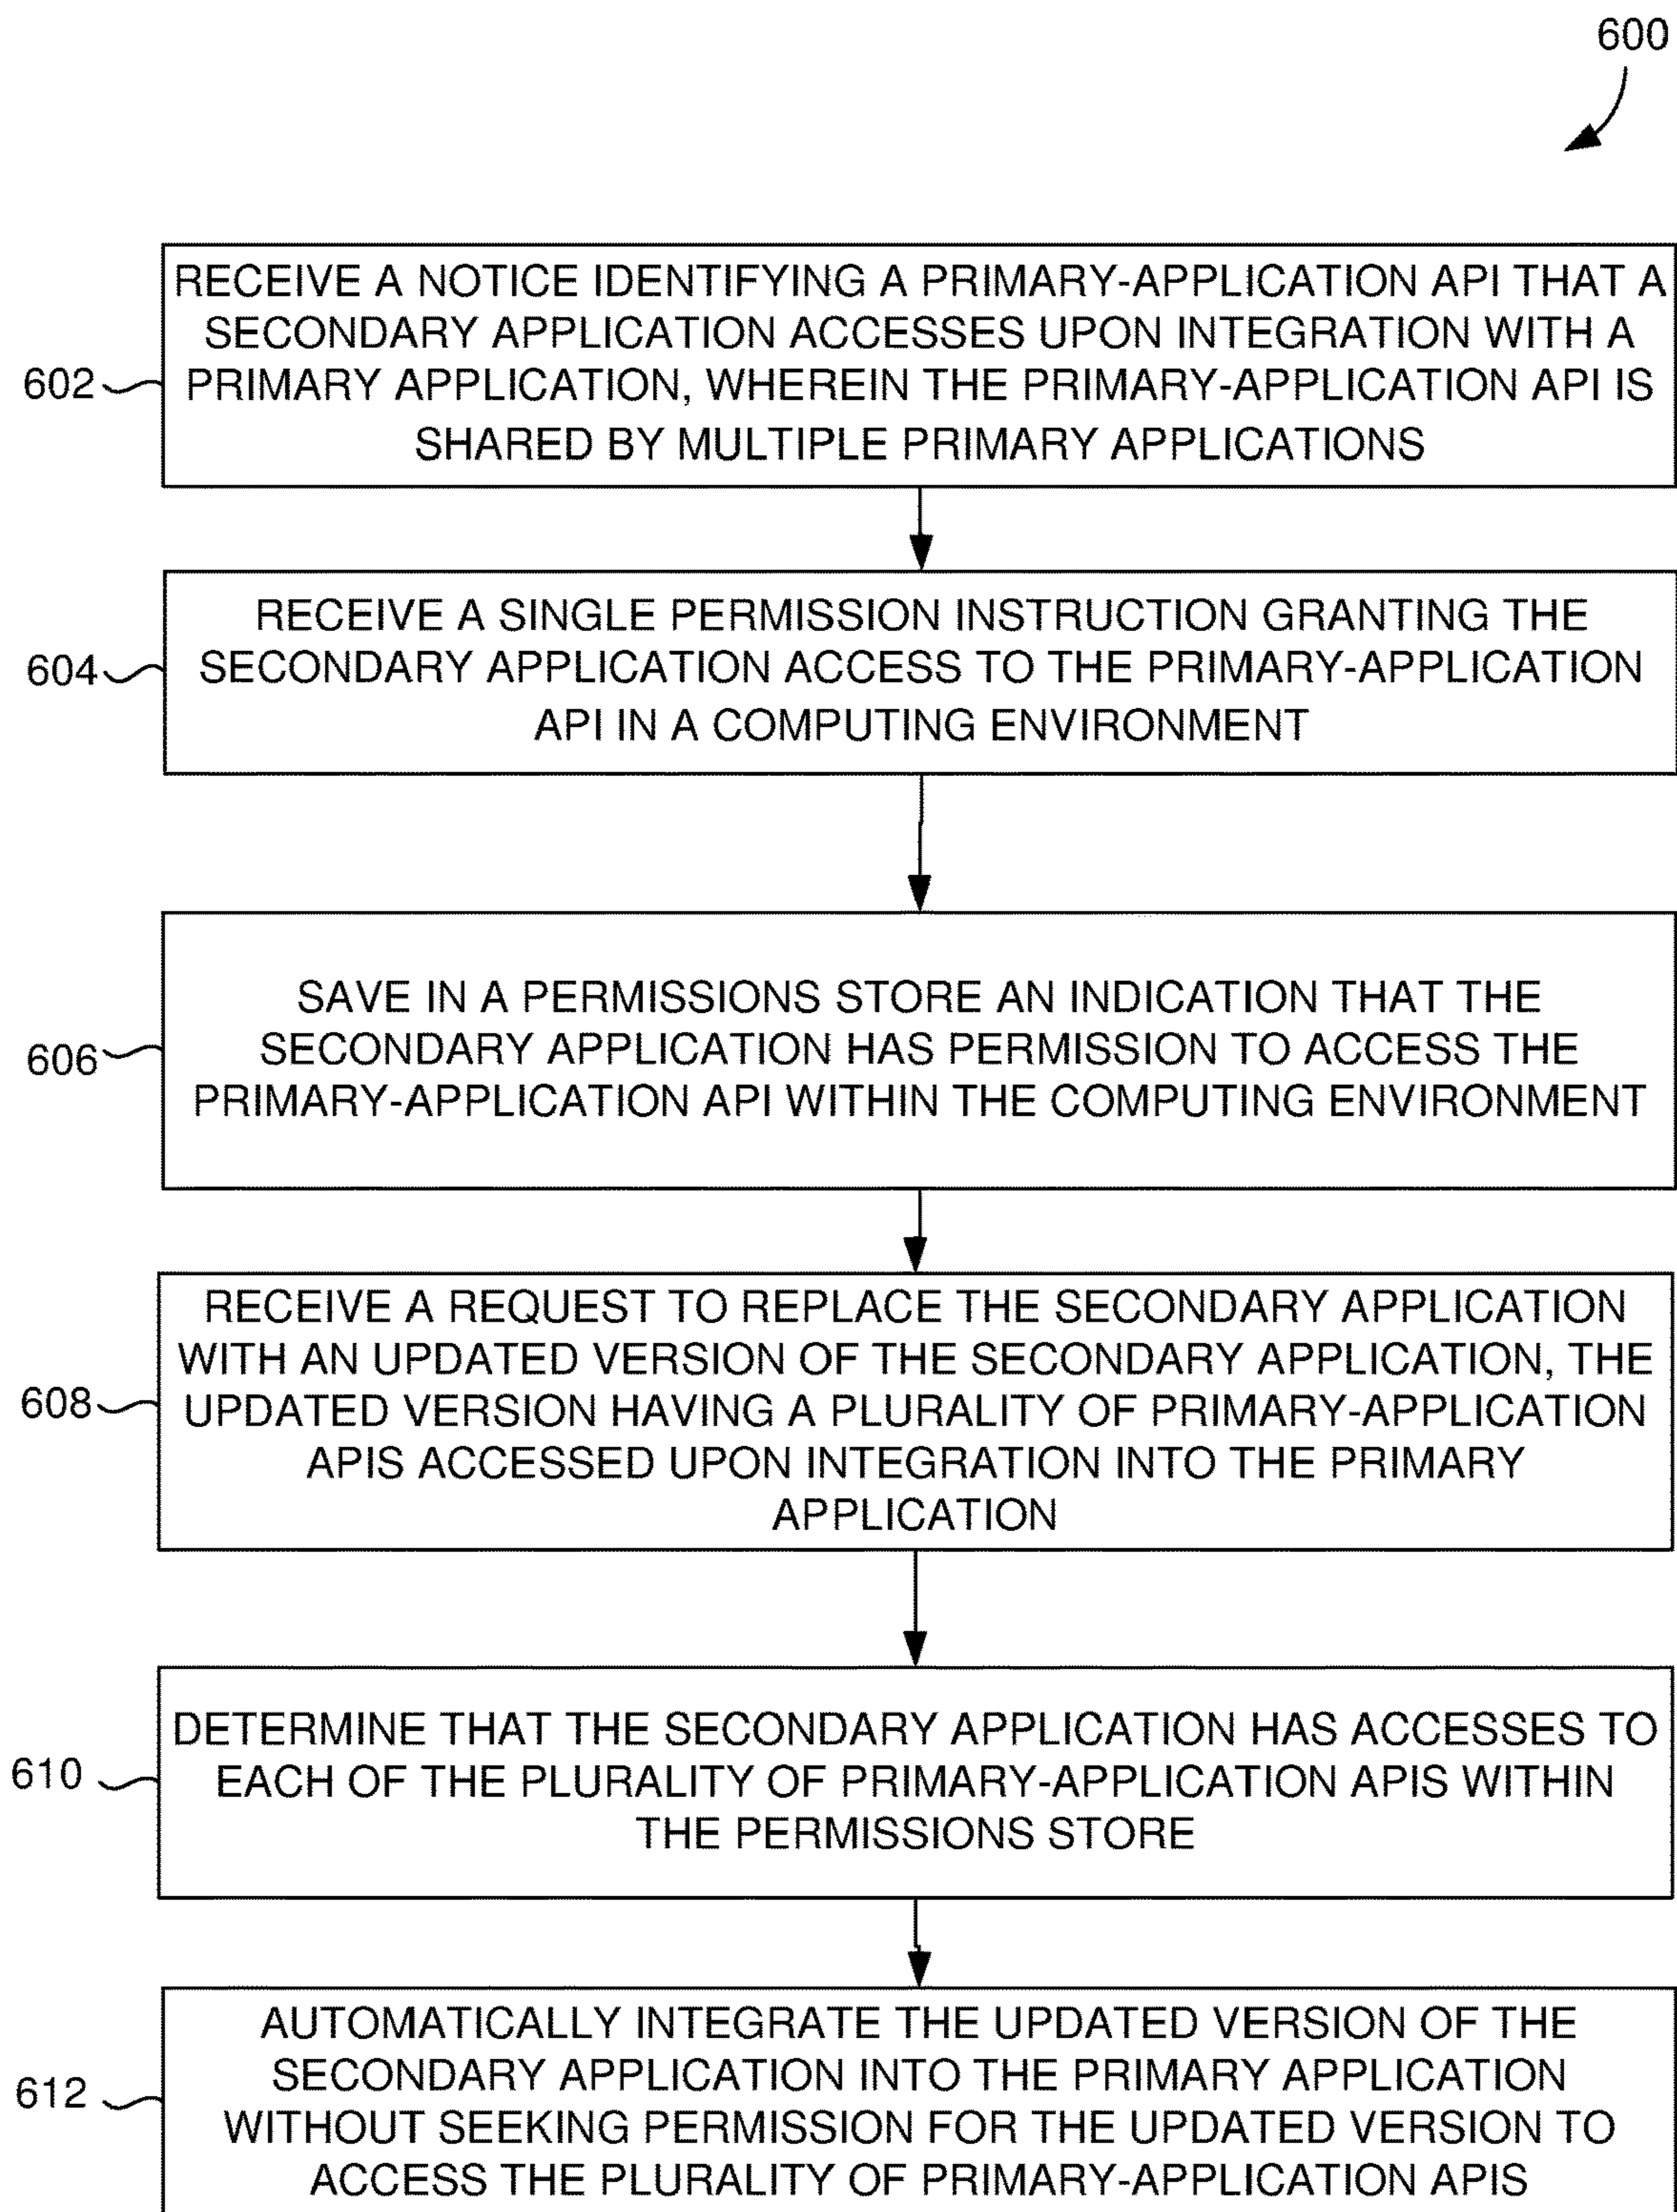 600
RECEIVE A NOTICE IDENTIFYING A PRIMARY-APPLICATION API THAT A
SECONDARY APPLICATION ACCESSES UPON INTEGRATION WITH A
602
PRIMARY APPLICATION, WHEREIN THE PRIMARY-APPLICATION API IS
SHARED BY MULTIPLE PRIMARY APPLICATIONS
RECEIVE A SINGLE PERMISSION INSTRUCTION GRANTING THE
604
SECONDARY APPLICATION ACCESS TO THE PRIMARY-APPLICATION
API IN A COMPUTING ENVIRONMENT
SAVE IN A PERMISSIONS STORE AN INDICATION THAT THE
606
SECONDARY APPLICATION HAS PERMISSION TO ACCESS THE
PRIMARY-APPLICATION API WITHIN THE COMPUTING ENVIRONMENT
RECEIVE A REQUEST TO REPLACE THE SECONDARY APPLICATION
WITH AN UPDATED VERSION OF THE SECONDARY APPLICATION, THE
608
UPDATED VERSION HAVING A PLURALITY OF PRIMARY-APPLICATION
APIS ACCESSED UPON INTEGRATION INTO THE PRIMARY
APPLICATION
DETERMINE THAT THE SECONDARY APPLICATION HAS ACCESSES TO
610
EACH OF THE PLURALITY OF PRIMARY-APPLICATION APIS WITHIN
THE PERMISSIONS STORE
AUTOMATICALLY INTEGRATE THE UPDATED VERSION OF THE
612
SECONDARY APPLICATION INTO THE PRIMARY APPLICATION
WITHOUT SEEKING PERMISSION FOR THE UPDATED VERSION TO
ACCESS THE PLURALITY OF PRIMARY-APPLICATION APIS